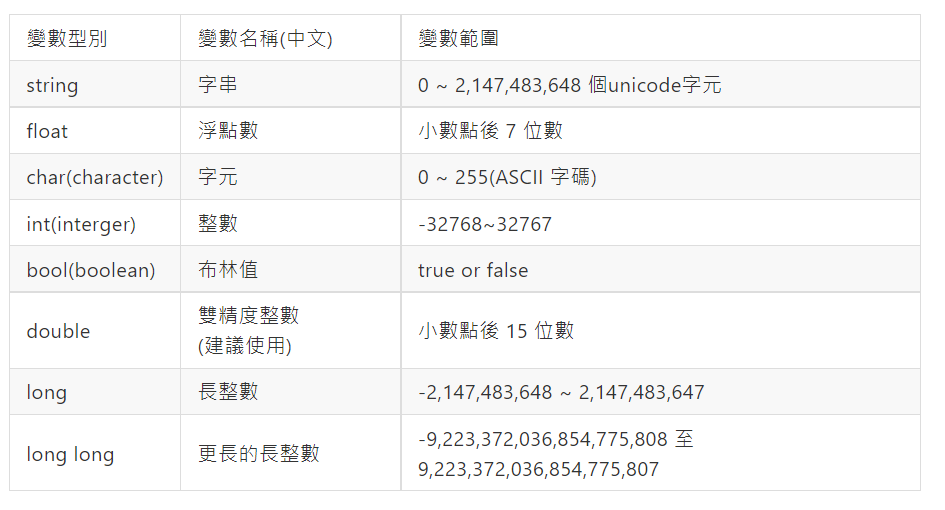 變數型別 變數名稱(中文) 變數範圍
string 字串 0 ~ 2,147,483,648 個unicode字元
float 浮點數 小數點後 7 位數
char(character) 字元 0 ~ 255(ASCII 字碼)
int(interger) 整數 -32768~32767
bool(boolean) 布林值 true or false
double 雙精度整數
(建議使用) 小數點後 15 位數
long 長整數 -2,147,483,648 ~ 2,147,483,647
long long 更長的長整數 -9,223,372,036,854,775,808 至
9,223,372,036,854,775,807